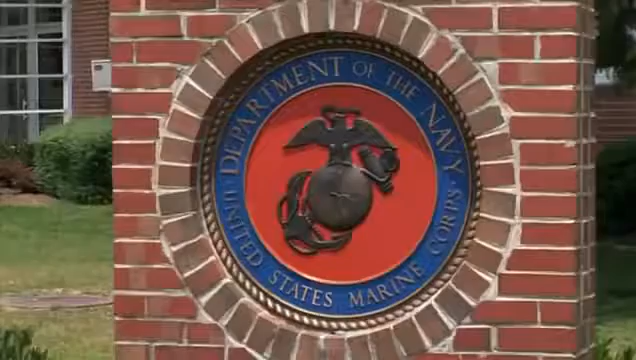 DEPARTMENT OF THE NAVY
UNITED STATES MARINE CORPS